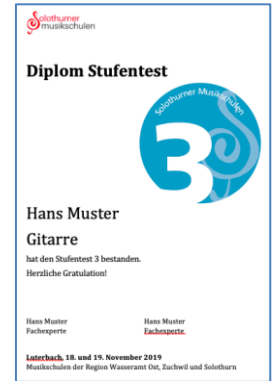 Solothurner
musikschulen
Diplom Stufentest
Solothurner Musikschulen
3
Hans Muster
Gitarre
hat den Stufentest 3 bestanden.
Herzliche Gratulation!
Hans Muster Hans Muster
Fachexperte Fachexperte
Luterbach, 18. und 19. November 2019
Musikschulen der Region Wasseramt Ost, Zuchwil und Solothurn